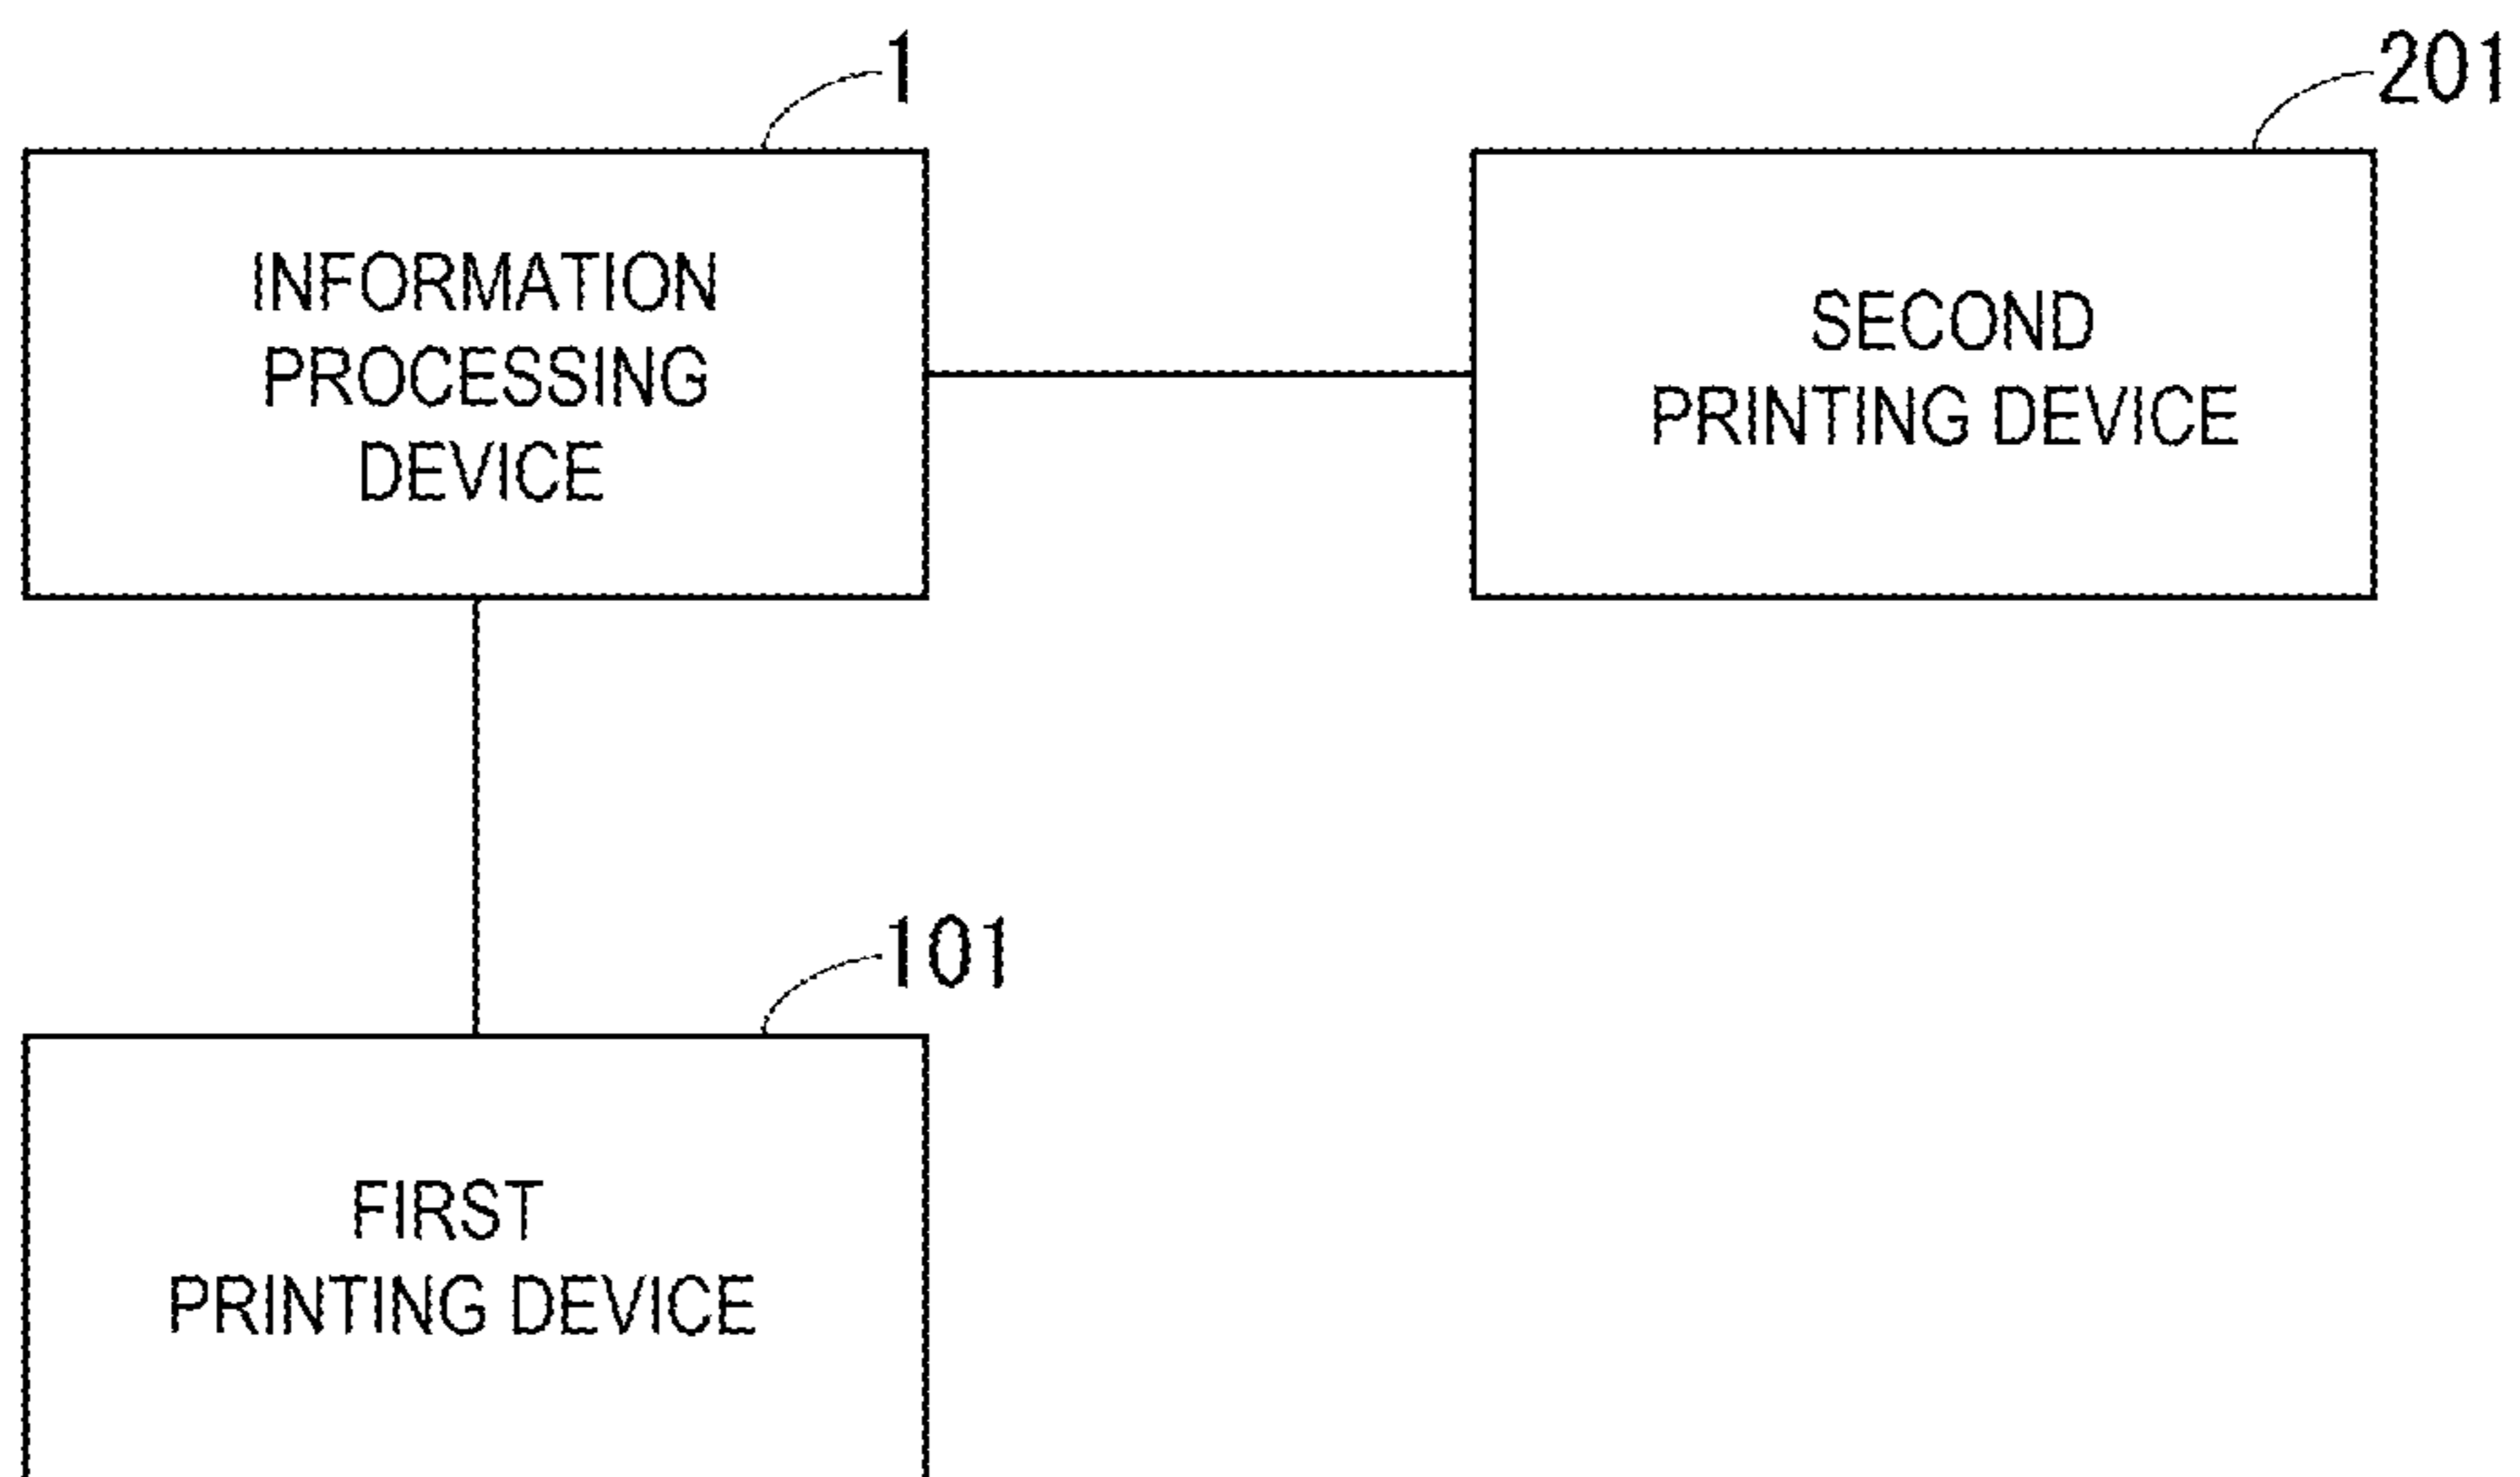 1
201
INFORMATION
PROCESSING
DEVICE
SECOND
PRINTING DEVICE
101
FIRST
PRINTING DEVICE